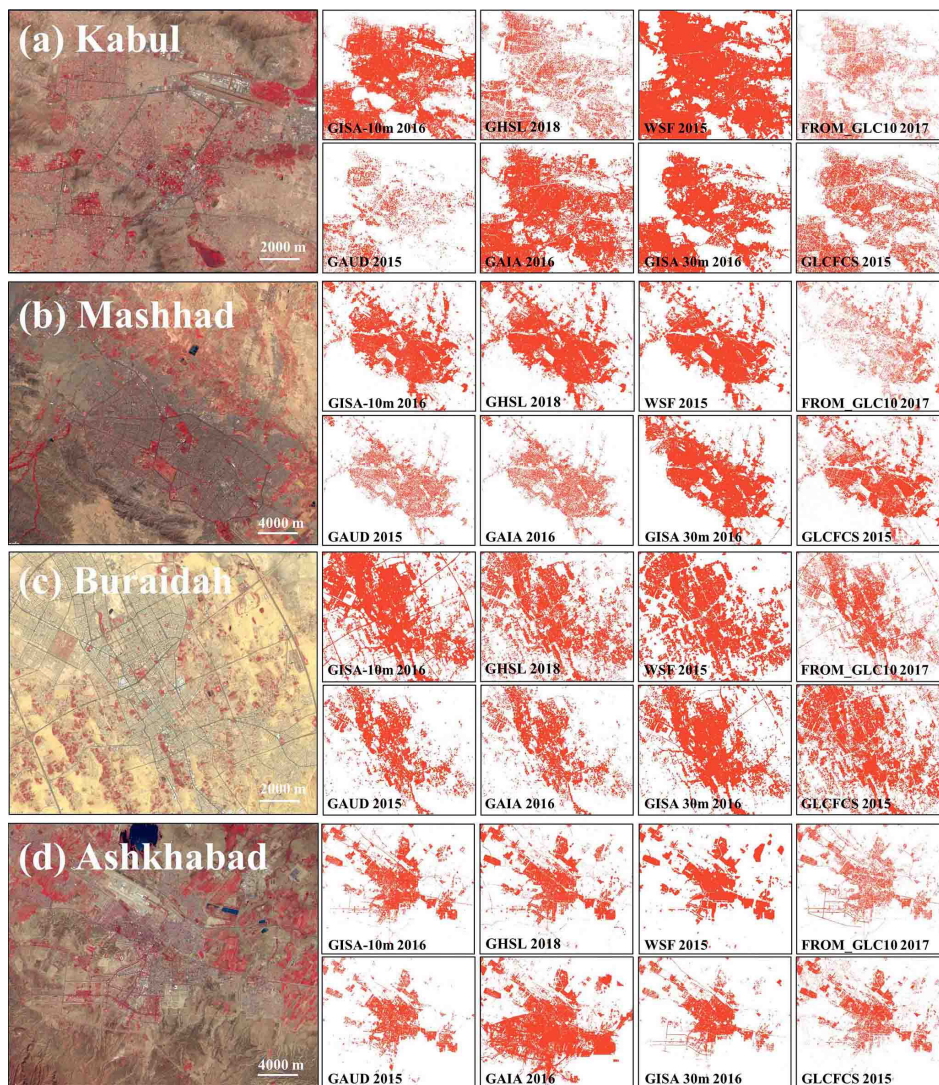 (a) Kabul
2000 m
GISA-10m 2016
GHSL 2018
WSF 2015
FROM_GLC10 2017
GAUD 2015
GAIA 2016
GISA 30m 2016
GLCFCS 2015
(b) Mashhad
4000 m
GISA-10m 2016
GHSL 2018
WSF 2015
FROM_GLC10 2017
GAUD 2015
GAIA 2016
GISA 30m 2016
GLCFCS 2015
(c) Buraidah
2000 m
GISA-10m 2016
GHSL 2018
WSF 2015
FROM_GLC10 2017
GAUD 2015
GAIA 2016
GISA 30m 2016
GLCFCS 2015
(d) Ashkhabad
4000 m
GISA-10m 2016
GHSL 2018
WSF 2015
FROM_GLC10 2017
GAUD 2015
GAIA 2016
GISA 30m 2016
GLCFCS 2015